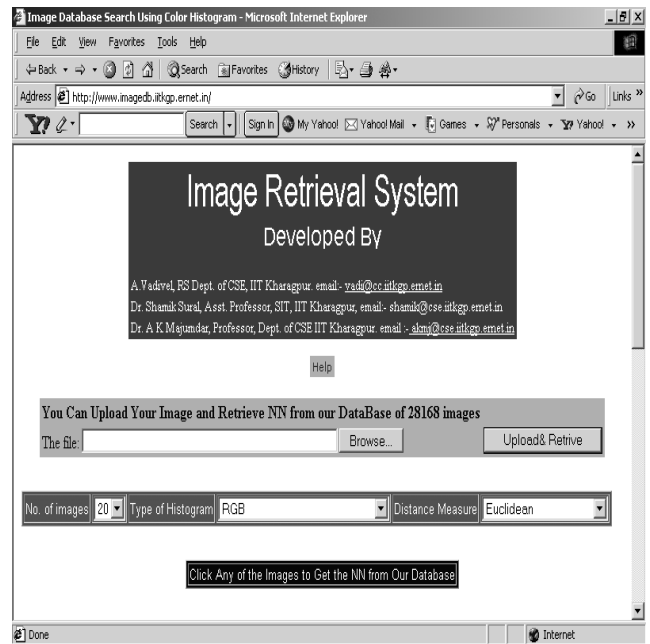 Image Database Search Using Color Histogram - Microsoft Internet Explorer
File Edit View Favorites Tools Help
Back Search Favorites History
Address http://www.imagedb.iitkgp.ernet.in/ Go Links »
Y! Search Sign In My Yahoo! Yahoo! Mail Games Personals Yahoo! »
Image Retrieval System
Developed By
A.Vadivel, RS Dept. of CSE, IIT Kharagpur. email:- vadi@cc.iitkgp.ernet.in
Dr. Shamik Sural, Asst. Professor, SIT, IIT Kharagpur, email:- shamik@cse.iitkgp.ernet.in
Dr. A K Majumdar, Professor, Dept. of CSE IIT Kharagpur. email :- akmj@cse.iitkgp.ernet.in
Help
You Can Upload Your Image and Retrieve NN from our DataBase of 28168 images
The file: Browse... Upload& Retrive
No. of images 20 Type of Histogram RGB Distance Measure Euclidean
Click Any of the Images to Get the NN from Our Database
Done Internet